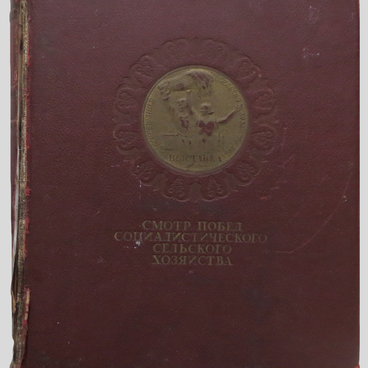 ВЫСТАВКА
СМОТР ПОБЕД
СОЦИАЛИСТИЧЕСКОГО
СЕЛЬСКОГО
ХОЗЯЙСТВА